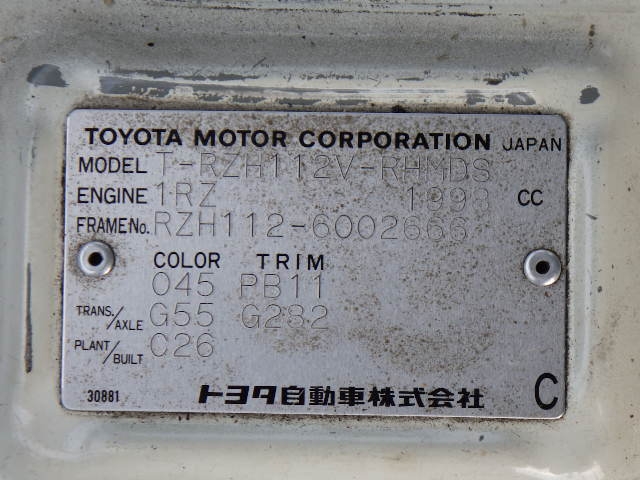 TOYOTA MOTOR CORPORATION JAPAN
MODEL T-RZH112V-RHMDS
ENGINE 1RZ 1998 CC
FRAME No. RZH112-6002666
COLOR TRIM
045 PB11
TRANS./AXLE G55 G282
PLANT/BUILT C26
30881 トヨタ自動車株式会社 C